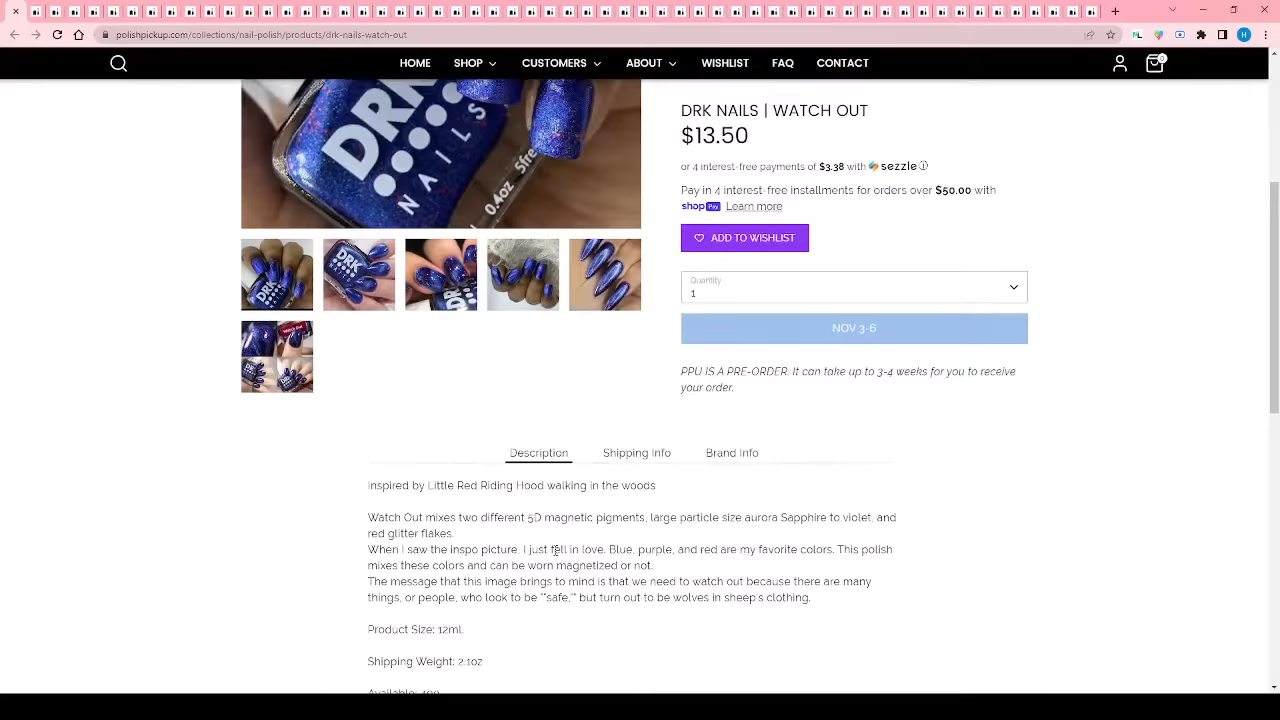 polishpickup.com/collections/nail-polish/products/drk-nails-watch-out
HOME SHOP CUSTOMERS ABOUT WISHLIST FAQ CONTACT
0
DRK
NAILS
0.4oz 5free
DRK NAILS | WATCH OUT
$13.50
or 4 interest-free payments of $3.38 with sezzle
Pay in 4 interest-free installments for orders over $50.00 with
shop Pay Learn more
ADD TO WISHLIST
Quantity
1
NOV 3-6
PPU IS A PRE-ORDER. It can take up to 3-4 weeks for you to receive
your order.
Description Shipping Info Brand Info
Inspired by Little Red Riding Hood walking in the woods
Watch Out mixes two different 5D magnetic pigments, large particle size aurora Sapphire to violet, and
red glitter flakes.
When I saw the inspo picture, I just fell in love. Blue, purple, and red are my favorite colors. This polish
mixes these colors and can be worn magnetized or not.
The message that this image brings to mind is that we need to watch out because there are many
things, or people, who look to be ""safe,"" but turn out to be wolves in sheep's clothing.
Product Size: 12mL
Shipping Weight: 2.1oz